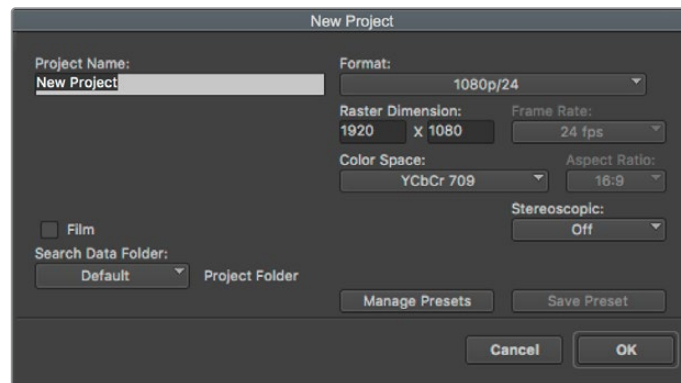 New Project
Project Name:
New Project
Format:
1080p/24
Raster Dimension:
Frame Rate:
1920 X 1080
24 fps
Color Space:
Aspect Ratio:
YCbCr 709
16:9
Stereoscopic:
Off
Film
Search Data Folder:
Default
Project Folder
Manage Presets
Save Preset
Cancel
OK